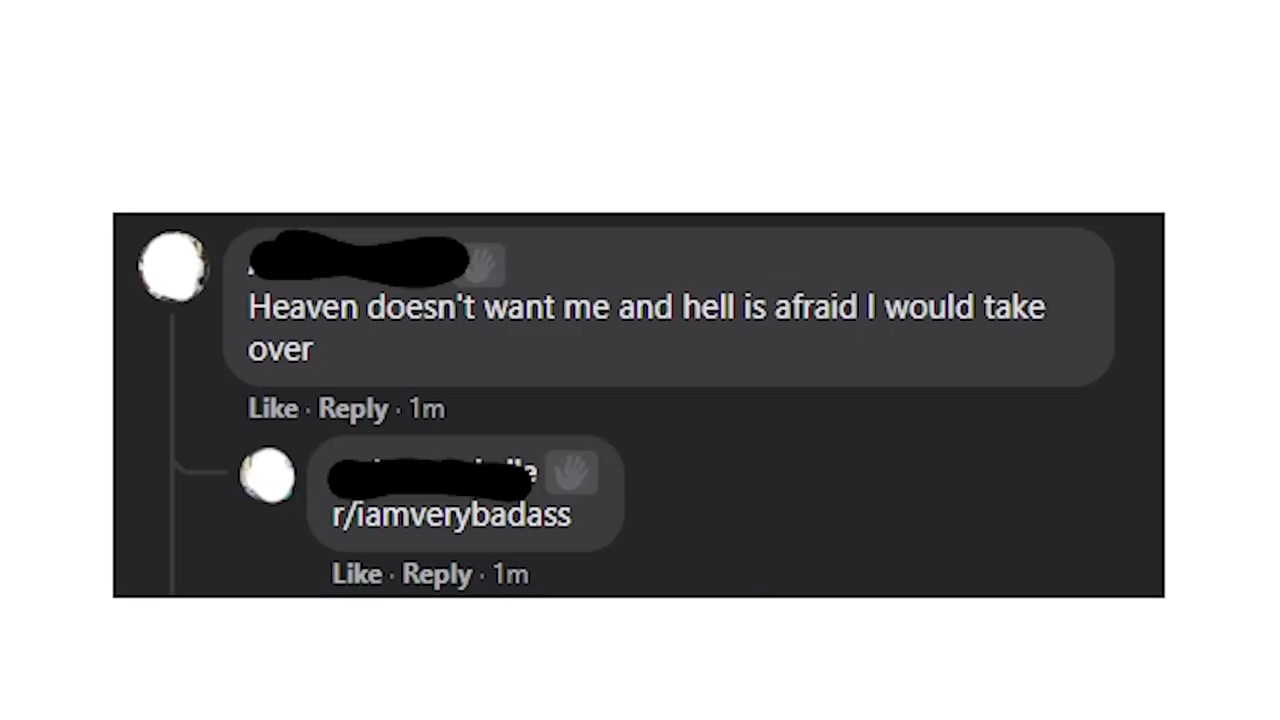 Heaven doesn't want me and hell is afraid I would take
over
Like · Reply · 1m
r/iamverybadass
Like · Reply · 1m